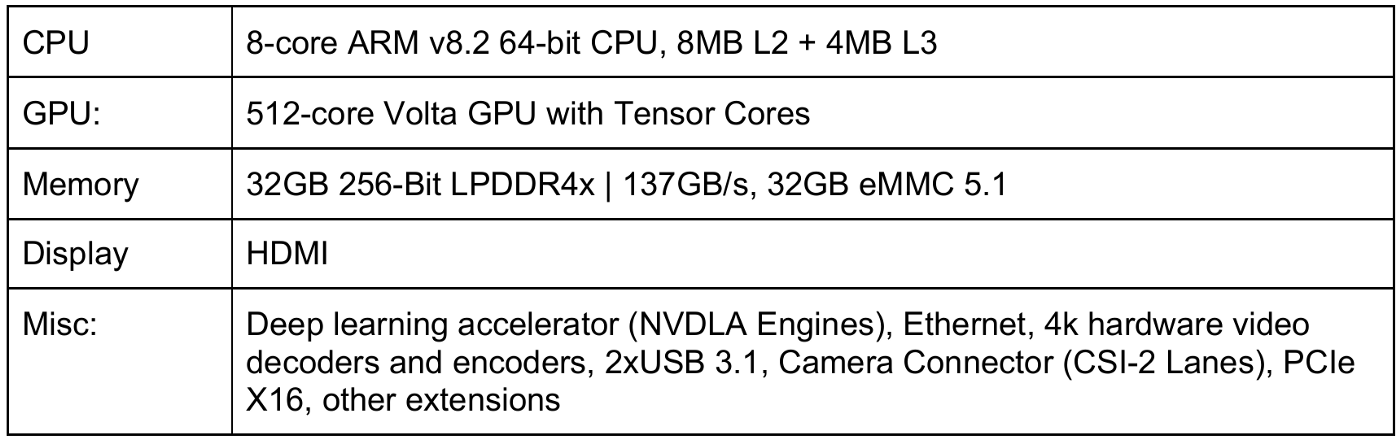 CPU 8-core ARM v8.2 64-bit CPU, 8MB L2 + 4MB L3
GPU: 512-core Volta GPU with Tensor Cores
Memory 32GB 256-Bit LPDDR4x | 137GB/s, 32GB eMMC 5.1
Display HDMI
Misc: Deep learning accelerator (NVDLA Engines), Ethernet, 4k hardware video
decoders and encoders, 2xUSB 3.1, Camera Connector (CSI-2 Lanes), PCIe
X16, other extensions